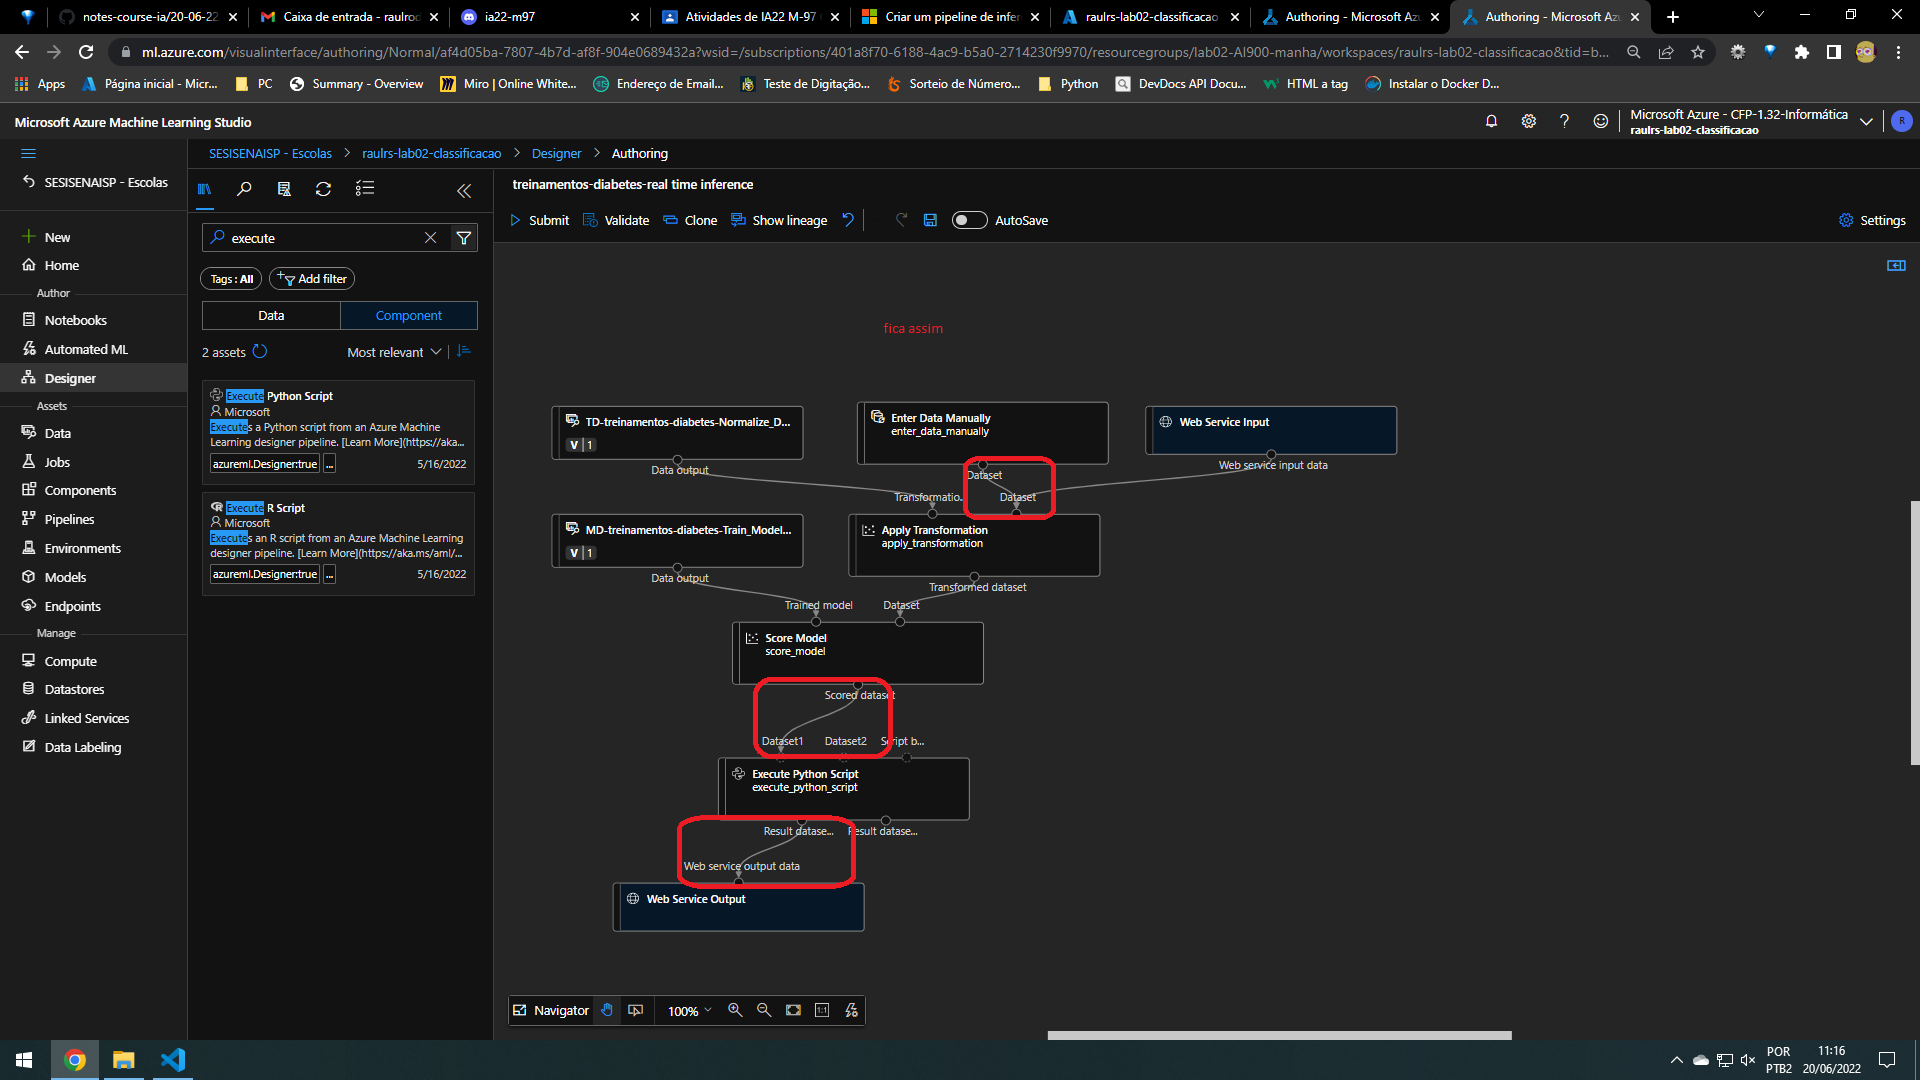 notes-course-ia/20-06-22
Caixa de entrada - raulrod
ia22-m97
Atividades de IA22 M-97
Criar um pipeline de infer
raulrs-lab02-classificacao
Authoring - Microsoft Azu
Authoring - Microsoft Azu
ml.azure.com/visualinterface/authoring/Normal/af4d05ba-7807-4b7d-af8f-904e0689432a?wsid=/subscriptions/401a8f70-6188-4ac9-b5a0-2714230f9970/resourcegroups/lab02-AI900-manha/workspaces/raulrs-lab02-classificacao&tid=b...
Apps
Página inicial - Micr...
PC
Summary - Overview
Miro | Online White...
Endereço de Email...
Teste de Digitação...
Sorteio de Número...
Python
DevDocs API Docu...
HTML a tag
Instalar o Docker D...
Microsoft Azure Machine Learning Studio
Microsoft Azure - CFP-1.32-Informática
raulrs-lab02-classificacao
R
SESISENAISP - Escolas > raulrs-lab02-classificacao > Designer > Authoring
SESISENAISP - Escolas
New
Home
Author
Notebooks
Automated ML
Designer
Assets
Data
Jobs
Components
Pipelines
Environments
Models
Endpoints
Manage
Compute
Datastores
Linked Services
Data Labeling
execute
Tags : All
Add filter
Data
Component
2 assets
Most relevant
Execute Python Script
Microsoft
Executes a Python script from an Azure Machine
Learning designer pipeline. [Learn More](https://aka...
azureml.Designer:true
...
5/16/2022
Execute R Script
Microsoft
Executes an R script from an Azure Machine Learning
designer pipeline. [Learn More](https://aka.ms/aml/...
azureml.Designer:true
...
5/16/2022
treinamentos-diabetes-real time inference
Submit
Validate
Clone
Show lineage
AutoSave
Settings
fica assim
TD-treinamentos-diabetes-Normalize_D...
V 1
Data output
Enter Data Manually
enter_data_manually
Dataset
Web Service Input
Web service input data
Transformatio...
Dataset
MD-treinamentos-diabetes-Train_Model...
V 1
Data output
Apply Transformation
apply_transformation
Transformed dataset
Trained model
Dataset
Score Model
score_model
Scored dataset
Dataset1
Dataset2
Script b...
Execute Python Script
execute_python_script
Result datase...
Result datase...
Web service output data
Web Service Output
Navigator
100%
1:1
POR
PTB2
11:16
20/06/2022